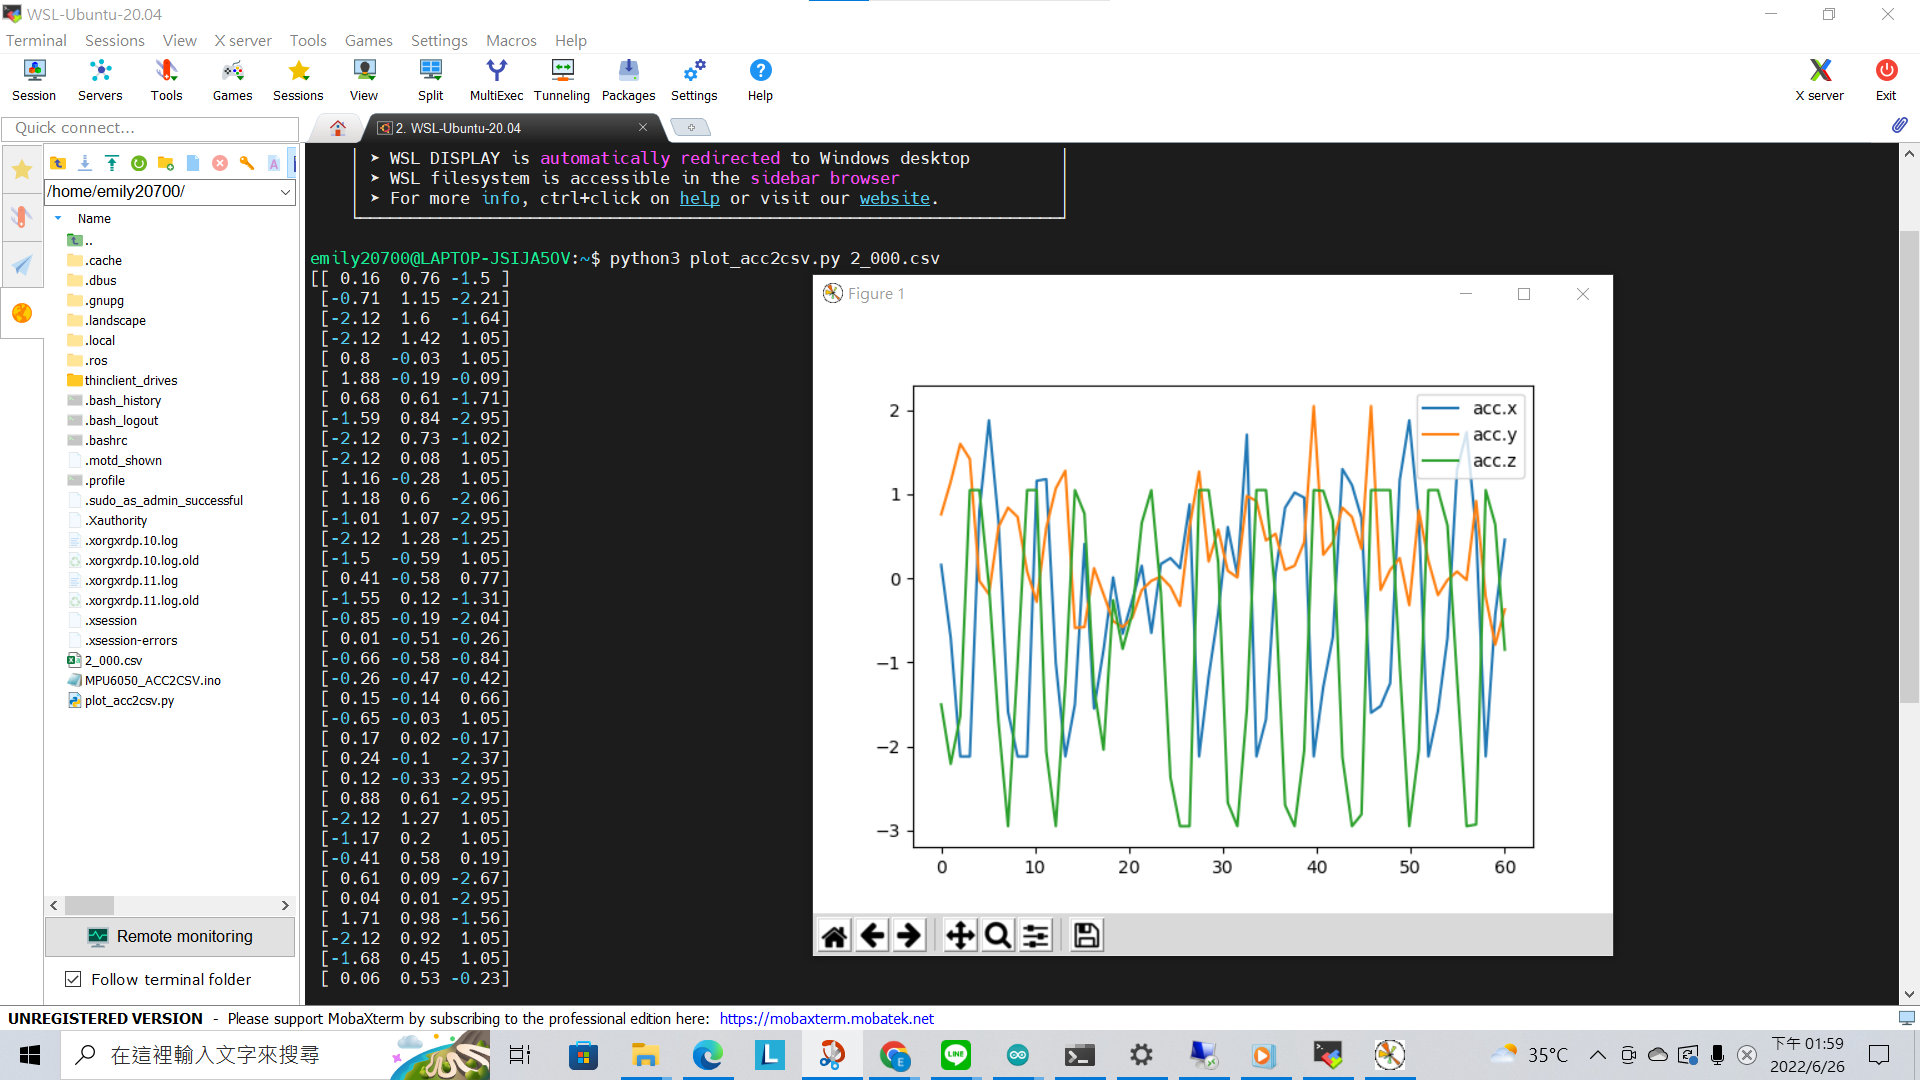 WSL-Ubuntu-20.04
Terminal Sessions View X server Tools Games Settings Macros Help
Session Servers Tools Games Sessions View Split MultiExec Tunneling Packages Settings Help X server Exit
Quick connect...
2. WSL-Ubuntu-20.04
/home/emily20700/
Name
..
.cache
.dbus
.gnupg
.landscape
.local
.ros
thinclient_drives
.bash_history
.bash_logout
.bashrc
.motd_shown
.profile
.sudo_as_admin_successful
.Xauthority
.xorgxrdp.10.log
.xorgxrdp.10.log.old
.xorgxrdp.11.log
.xorgxrdp.11.log.old
.xsession
.xsession-errors
2_000.csv
MPU6050_ACC2CSV.ino
plot_acc2csv.py
Remote monitoring
Follow terminal folder
➤ WSL DISPLAY is automatically redirected to Windows desktop
➤ WSL filesystem is accessible in the sidebar browser
➤ For more info, ctrl+click on help or visit our website.
emily20700@LAPTOP-JSIJA5OV:~$ python3 plot_acc2csv.py 2_000.csv
[[ 0.16  0.76 -1.5 ]
[-0.71  1.15 -2.21]
[-2.12  1.6  -1.64]
[-2.12  1.42  1.05]
[ 0.8  -0.03  1.05]
[ 1.88 -0.19 -0.09]
[ 0.68  0.61 -1.71]
[-1.59  0.84 -2.95]
[-2.12  0.73 -1.02]
[-2.12  0.08  1.05]
[ 1.16 -0.28  1.05]
[ 1.18  0.6  -2.06]
[-1.01  1.07 -2.95]
[-2.12  1.28 -1.25]
[-1.5  -0.59  1.05]
[ 0.41 -0.58  0.77]
[-1.55  0.12 -1.31]
[-0.85 -0.19 -2.04]
[ 0.01 -0.51 -0.26]
[-0.66 -0.58 -0.84]
[-0.26 -0.47 -0.42]
[ 0.15 -0.14  0.66]
[-0.65 -0.03  1.05]
[ 0.17  0.02 -0.17]
[ 0.24 -0.1  -2.37]
[ 0.12 -0.33 -2.95]
[ 0.88  0.61 -2.95]
[-2.12  1.27  1.05]
[-1.17  0.2   1.05]
[-0.41  0.58  0.19]
[ 0.61  0.09 -2.67]
[ 0.04  0.01 -2.95]
[ 1.71  0.98 -1.56]
[-2.12  0.92  1.05]
[-1.68  0.45  1.05]
[ 0.06  0.53 -0.23]
Figure 1
acc.x
acc.y
acc.z
2
1
0
−1
−2
−3
0 10 20 30 40 50 60
UNREGISTERED VERSION - Please support MobaXterm by subscribing to the professional edition here: https://mobaxterm.mobatek.net
在這裡輸入文字來搜尋
35°C
下午 01:59
2022/6/26